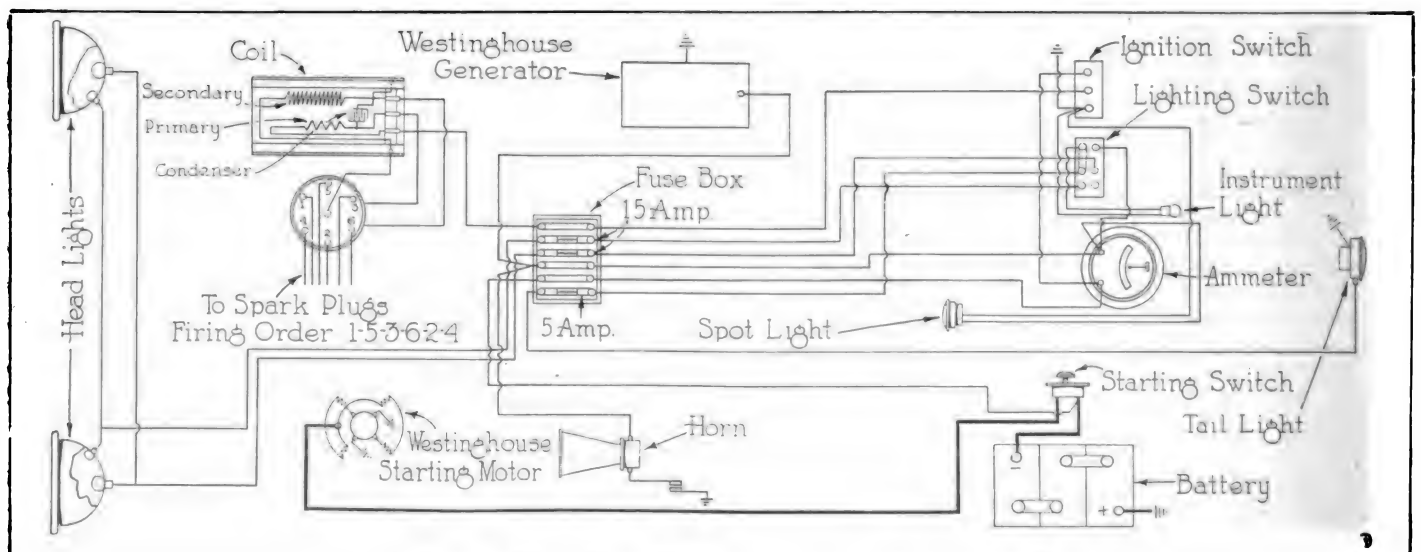 Coil
Westinghouse
Generator
Ignition Switch
Lighting Switch
Secondary
Primary
Condenser
Fuse Box
15 Amp
Instrument
Light
Head Lights
To Spark Plugs
Firing Order 1-5-3-6-2-4
5 Amp.
Spot Light
Ammeter
Westinghouse
Starting Motor
Horn
Starting Switch
Tail Light
Battery